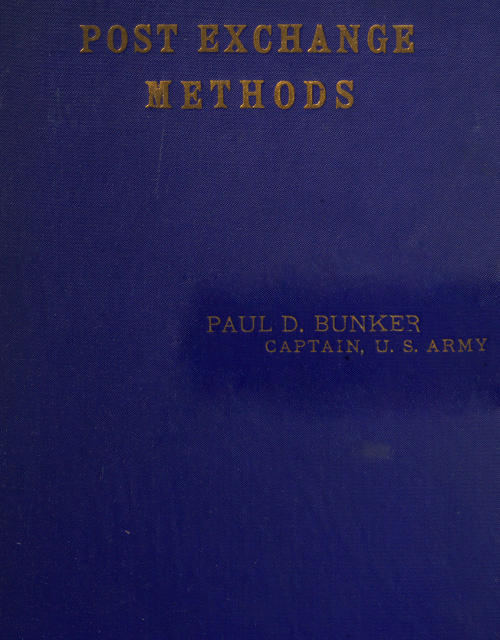 POST EXCHANGE
METHODS
PAUL D. BUNKER
CAPTAIN, U. S. ARMY